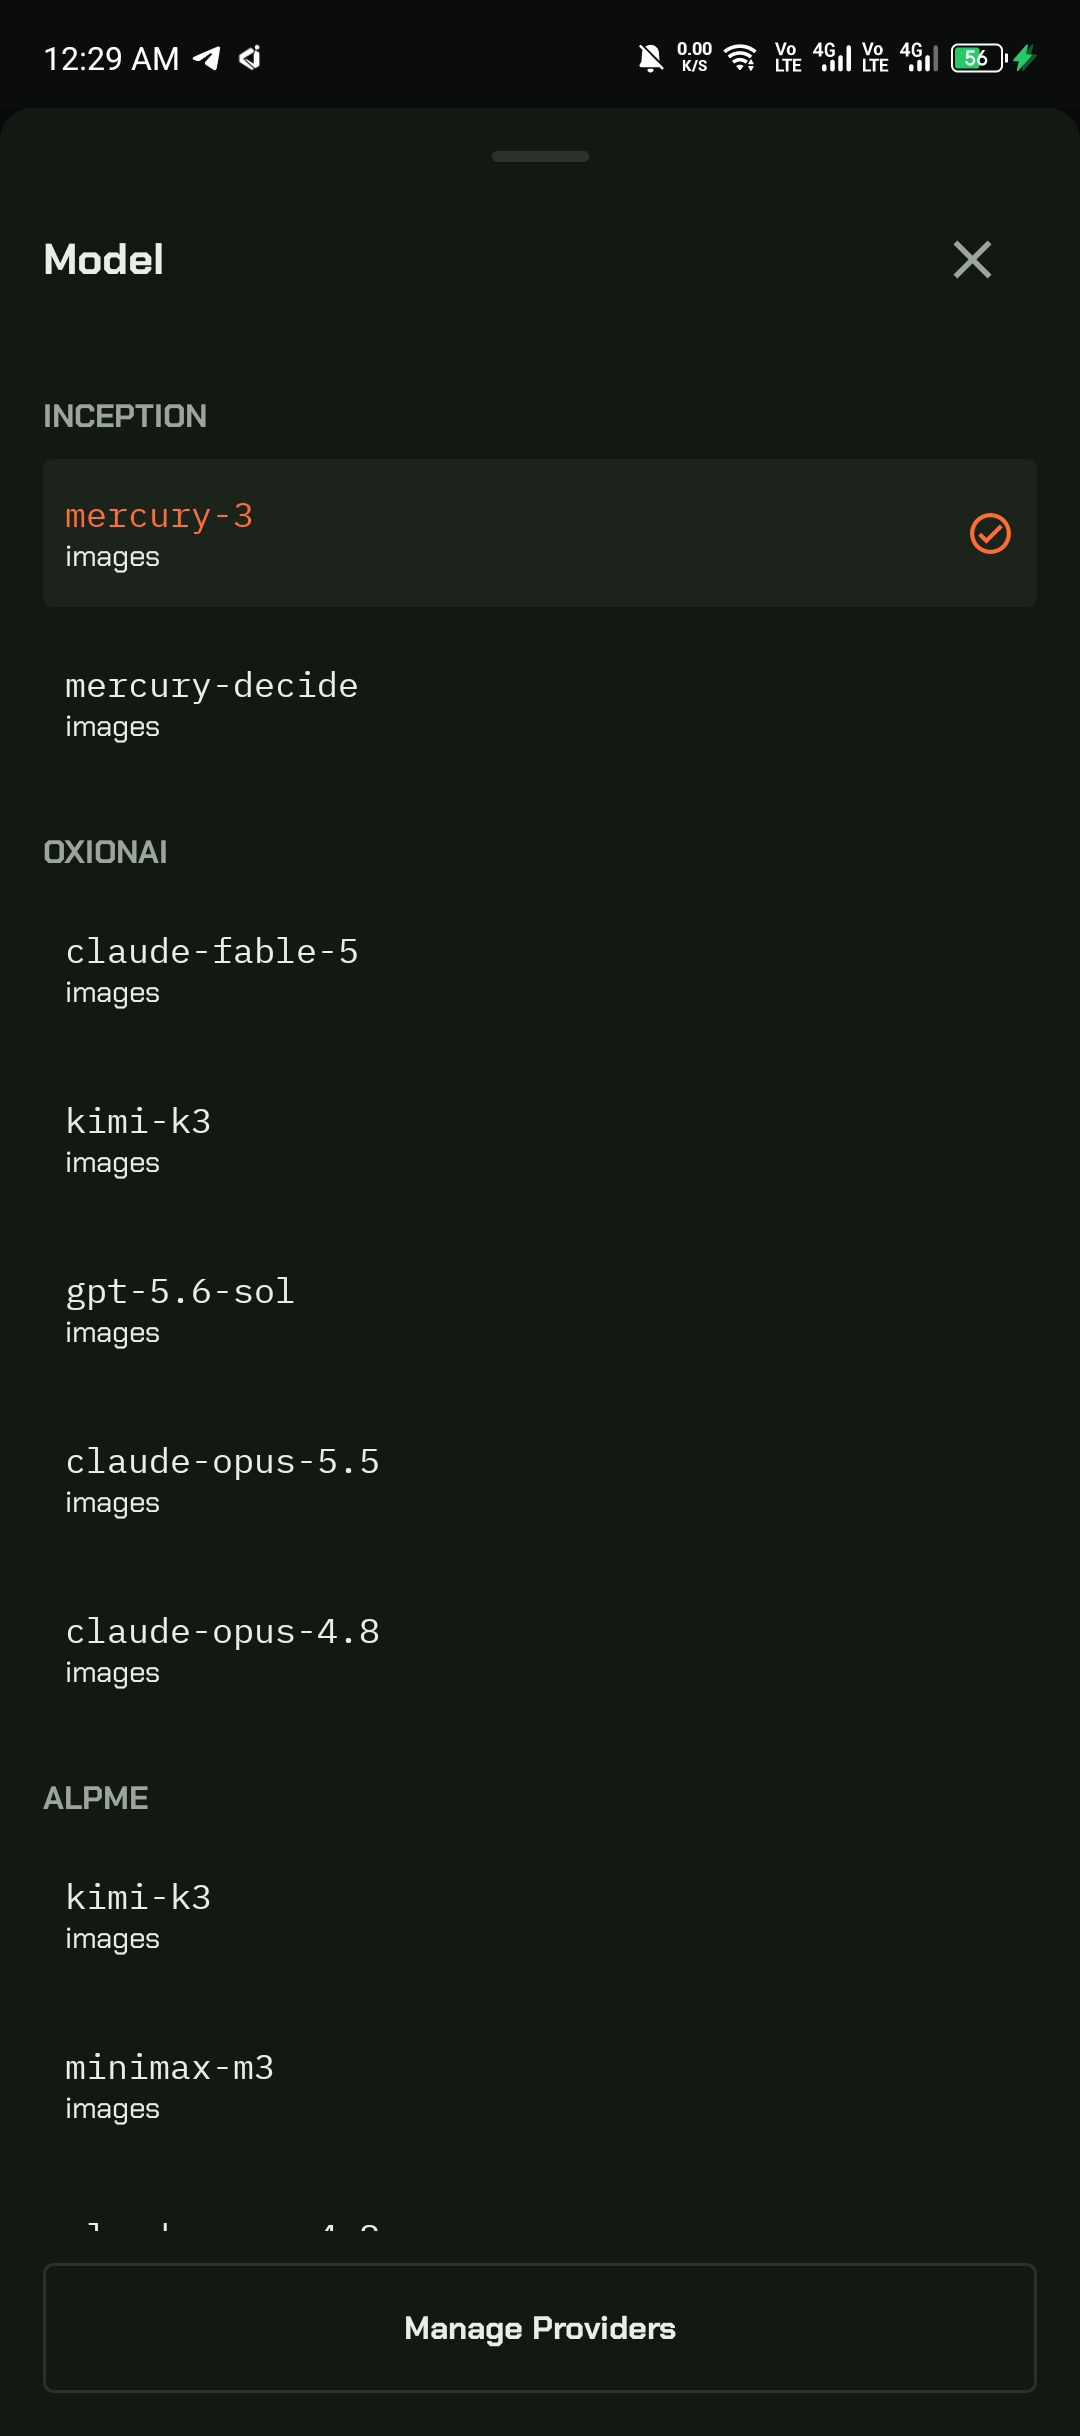 12:29 AM 0.00 K/S Vo LTE 4G Vo LTE 4G 56
Model
INCEPTION
mercury-3
images
mercury-decide
images
OXIONAI
claude-fable-5
images
kimi-k3
images
gpt-5.6-sol
images
claude-opus-5.5
images
claude-opus-4.8
images
ALPME
kimi-k3
images
minimax-m3
images
Manage Providers